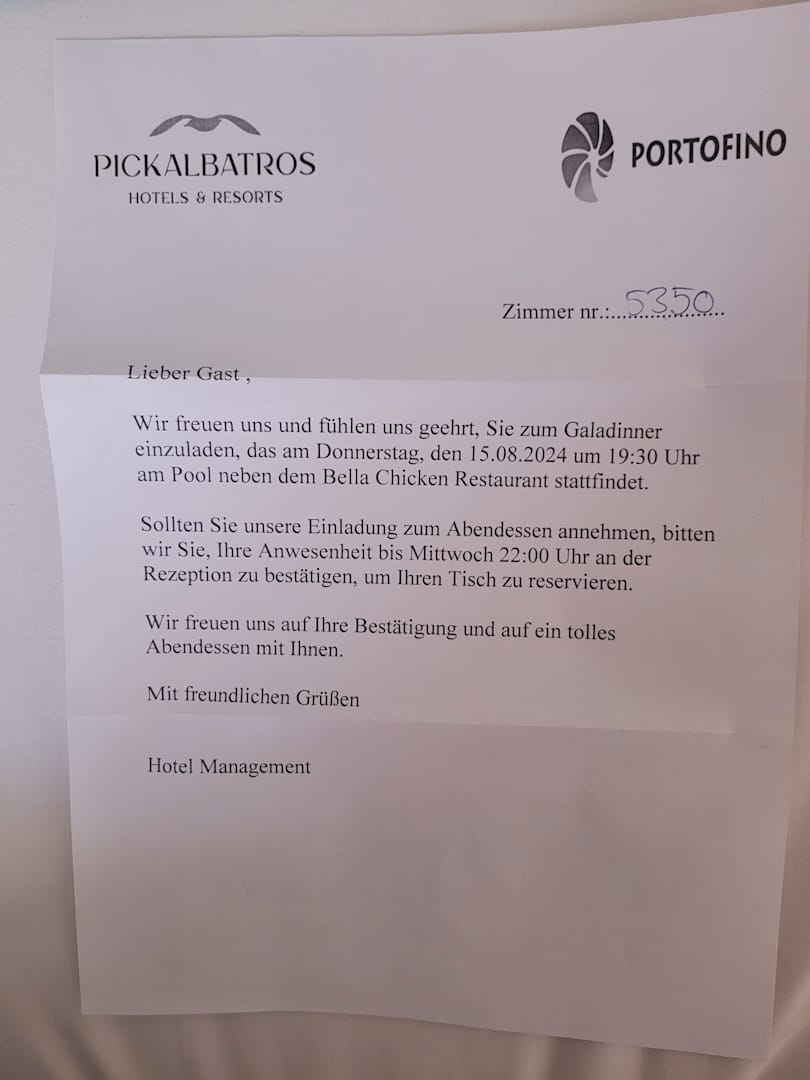 PICKALBATROS
HOTELS & RESORTS
PORTOFINO
Zimmer nr.:....5350....
Lieber Gast ,
Wir freuen uns und fühlen uns geehrt, Sie zum Galadinner
einzuladen, das am Donnerstag, den 15.08.2024 um 19:30 Uhr
am Pool neben dem Bella Chicken Restaurant stattfindet.
Sollten Sie unsere Einladung zum Abendessen annehmen, bitten
wir Sie, Ihre Anwesenheit bis Mittwoch 22:00 Uhr an der
Rezeption zu bestätigen, um Ihren Tisch zu reservieren.
Wir freuen uns auf Ihre Bestätigung und auf ein tolles
Abendessen mit Ihnen.
Mit freundlichen Grüßen
Hotel Management